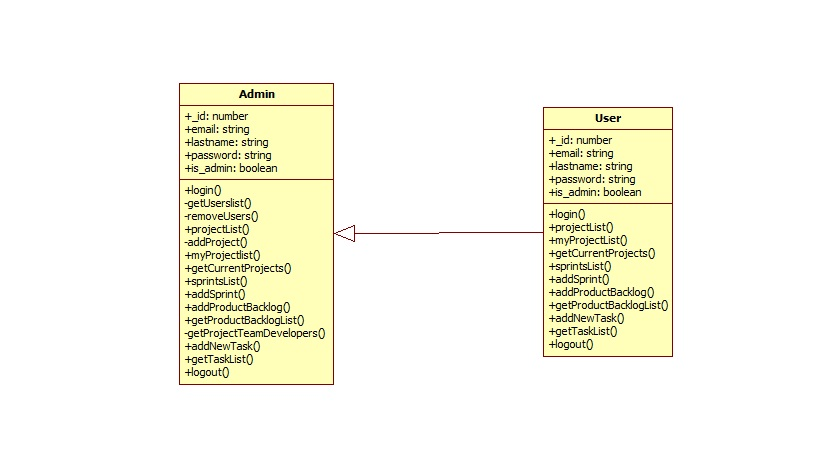 Admin
+_id: number
+email: string
+lastname: string
+password: string
+is_admin: boolean
+login()
-getUserslist()
-removeUsers()
+projectList()
-addProject()
+myProjectlist()
+getCurrentProjects()
+sprintsList()
+addSprint()
+addProductBacklog()
+getProductBacklogList()
-getProjectTeamDevelopers()
+addNewTask()
+getTaskList()
+logout()
User
+_id: number
+email: string
+lastname: string
+password: string
+is_admin: boolean
+login()
+projectList()
+myProjectList()
+getCurrentProjects()
+sprintsList()
+addSprint()
+addProductBacklog()
+getProductBacklogList()
+addNewTask()
+getTaskList()
+logout()